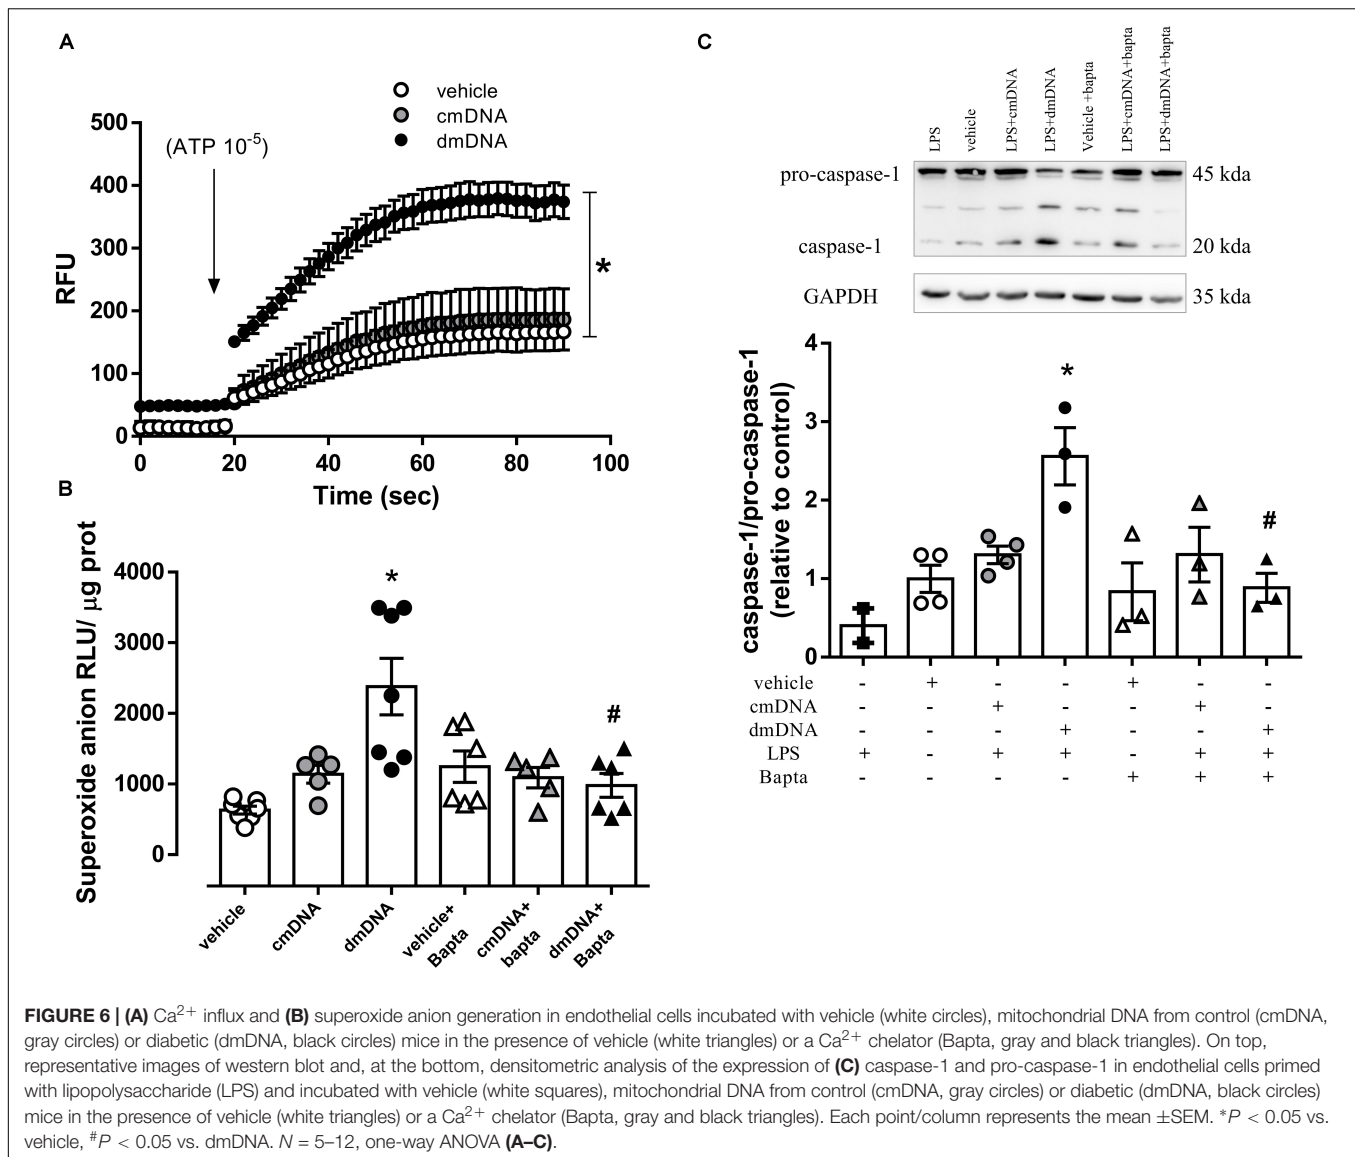 A
vehicle
cmDNA
dmDNA
(ATP 10-5)
500
400
300
200
100
0
RFU
*
0 20 40 60 80 100
Time (sec)
B
Superoxide anion RLU/ μg prot
4000
3000
2000
1000
0
*
#
vehicle
cmDNA
dmDNA
vehicle+
Bapta
cmDNA+
bapta
dmDNA+
Bapta
C
LPS
vehicle
LPS+cmDNA
LPS+dmDNA
Vehicle +bapta
LPS+cmDNA+bapta
LPS+dmDNA+bapta
pro-caspase-1 45 kda
caspase-1 20 kda
GAPDH 35 kda
caspase-1/pro-caspase-1
(relative to control)
4
3
2
1
0
*
#
vehicle - + - - + - -
cmDNA - - + - - + -
dmDNA - - - + - - +
LPS + - + + - + +
Bapta - - - - + + +
FIGURE 6 | (A) Ca2+ influx and (B) superoxide anion generation in endothelial cells incubated with vehicle (white circles), mitochondrial DNA from control (cmDNA,
gray circles) or diabetic (dmDNA, black circles) mice in the presence of vehicle (white triangles) or a Ca2+ chelator (Bapta, gray and black triangles). On top,
representative images of western blot and, at the bottom, densitometric analysis of the expression of (C) caspase-1 and pro-caspase-1 in endothelial cells primed
with lipopolysaccharide (LPS) and incubated with vehicle (white squares), mitochondrial DNA from control (cmDNA, gray circles) or diabetic (dmDNA, black circles)
mice in the presence of vehicle (white triangles) or a Ca2+ chelator (Bapta, gray and black triangles). Each point/column represents the mean ±SEM. *P < 0.05 vs.
vehicle, #P < 0.05 vs. dmDNA. N = 5–12, one-way ANOVA (A–C).